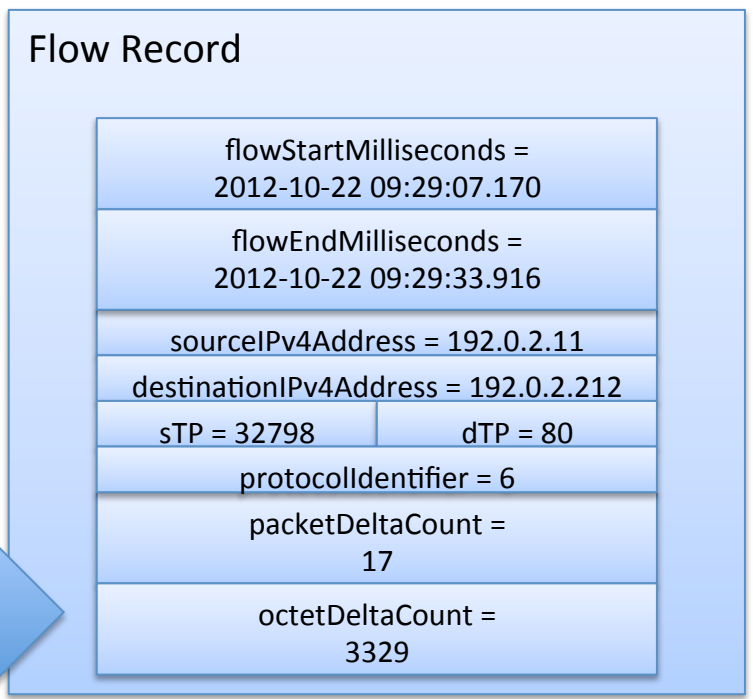 Flow Record
flowStartMilliseconds =
2012-10-22 09:29:07.170
flowEndMilliseconds =
2012-10-22 09:29:33.916
sourceIPv4Address = 192.0.2.11
destinationIPv4Address = 192.0.2.212
sTP = 32798 dTP = 80
protocolIdentifier = 6
packetDeltaCount =
17
octetDeltaCount =
3329